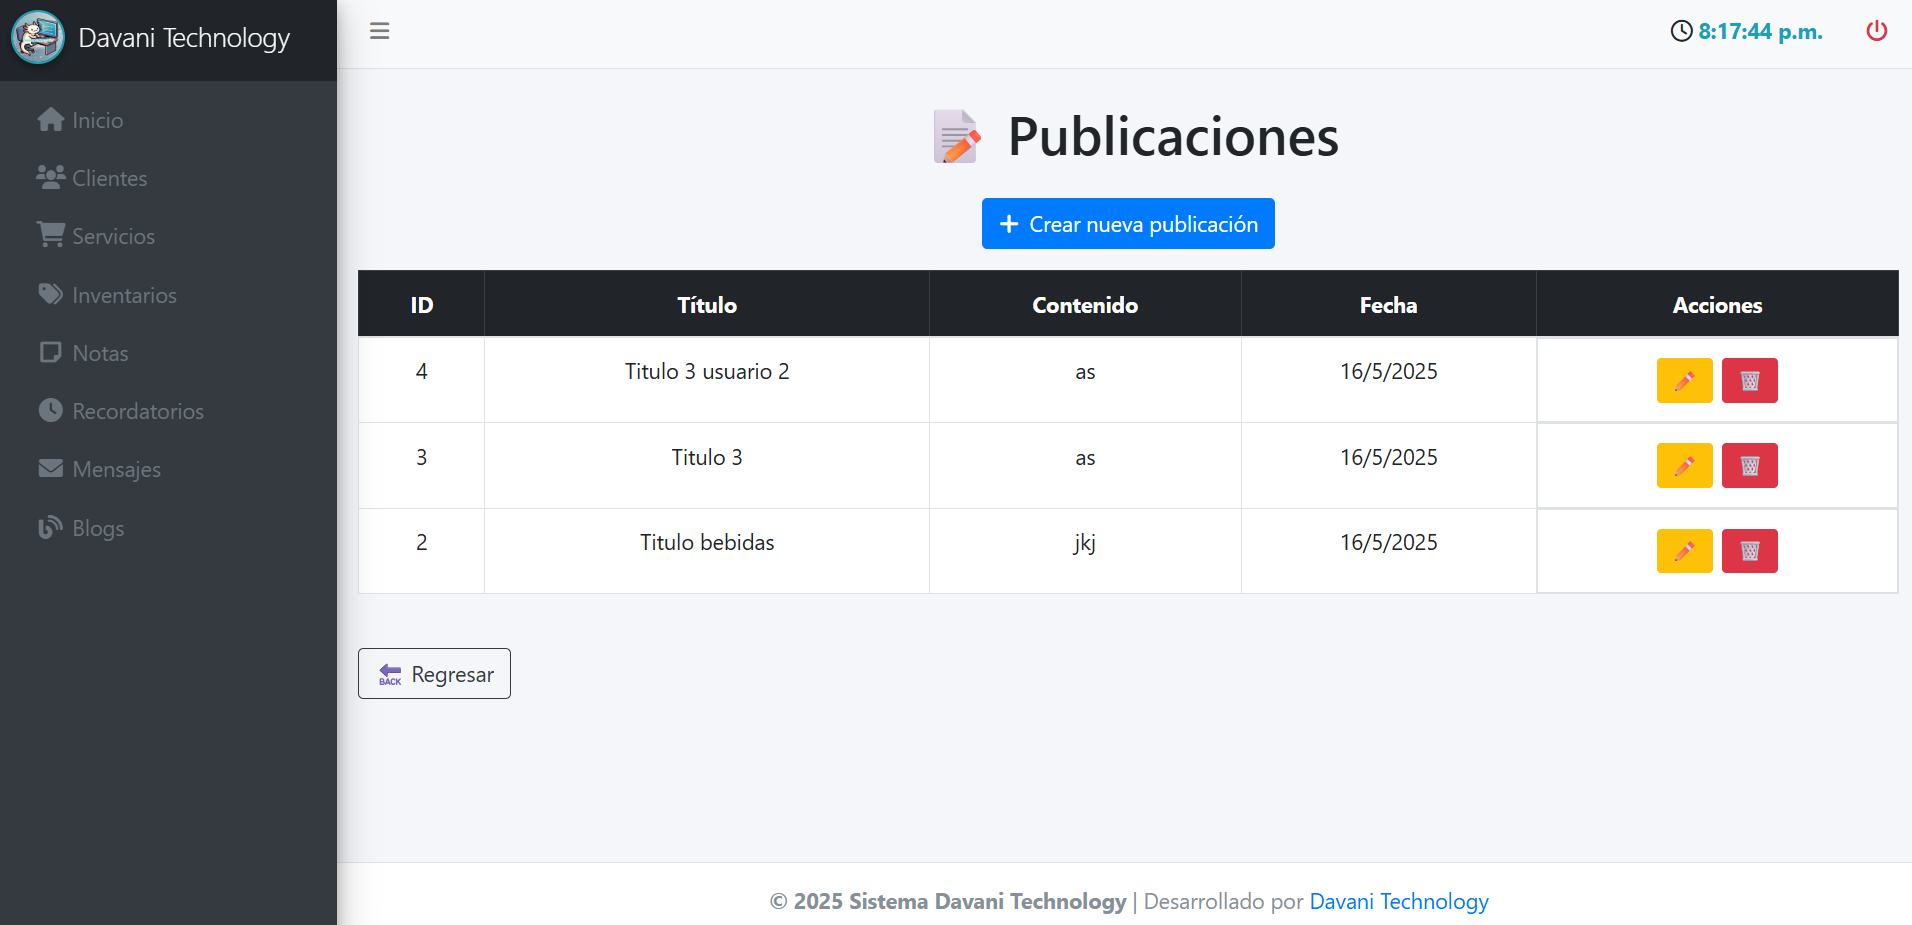 Davani Technology
8:17:44 p.m.
Inicio
Clientes
Servicios
Inventarios
Notas
Recordatorios
Mensajes
Blogs
Publicaciones
+ Crear nueva publicación
ID Título Contenido Fecha Acciones
4 Titulo 3 usuario 2 as 16/5/2025
3 Titulo 3 as 16/5/2025
2 Titulo bebidas jkj 16/5/2025
BACK Regresar
© 2025 Sistema Davani Technology | Desarrollado por Davani Technology